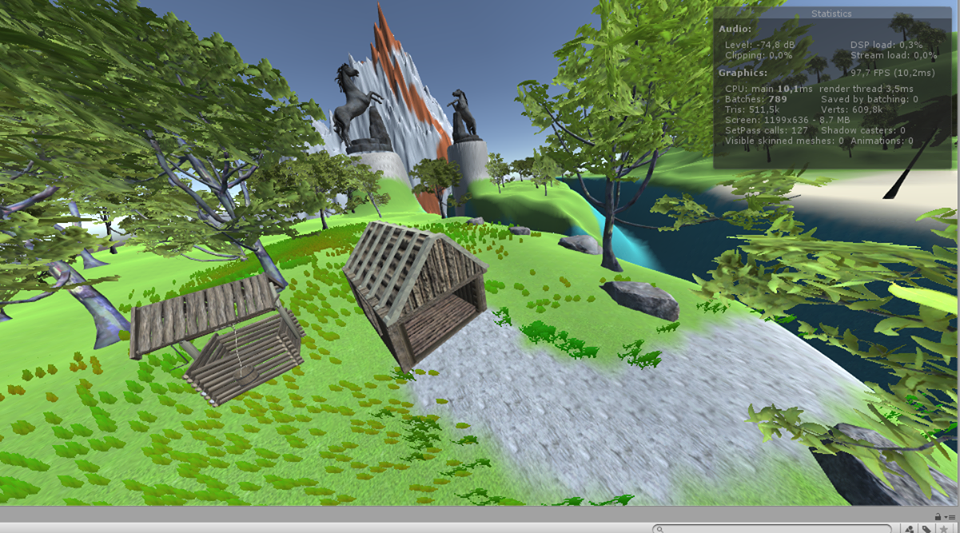 Statistics
Audio:
Level: -74,8 dB DSP load: 0,3%
Clipping: 0,0% Stream load: 0,0%
Graphics: 97,7 FPS (10,2ms)
CPU: main 10,1ms render thread 3,5ms
Batches: 789 Saved by batching: 0
Tris: 511,5k Verts: 609,8k
Screen: 1199x636 - 8.7 MB
SetPass calls: 127 Shadow casters: 0
Visible skinned meshes: 0 Animations: 0